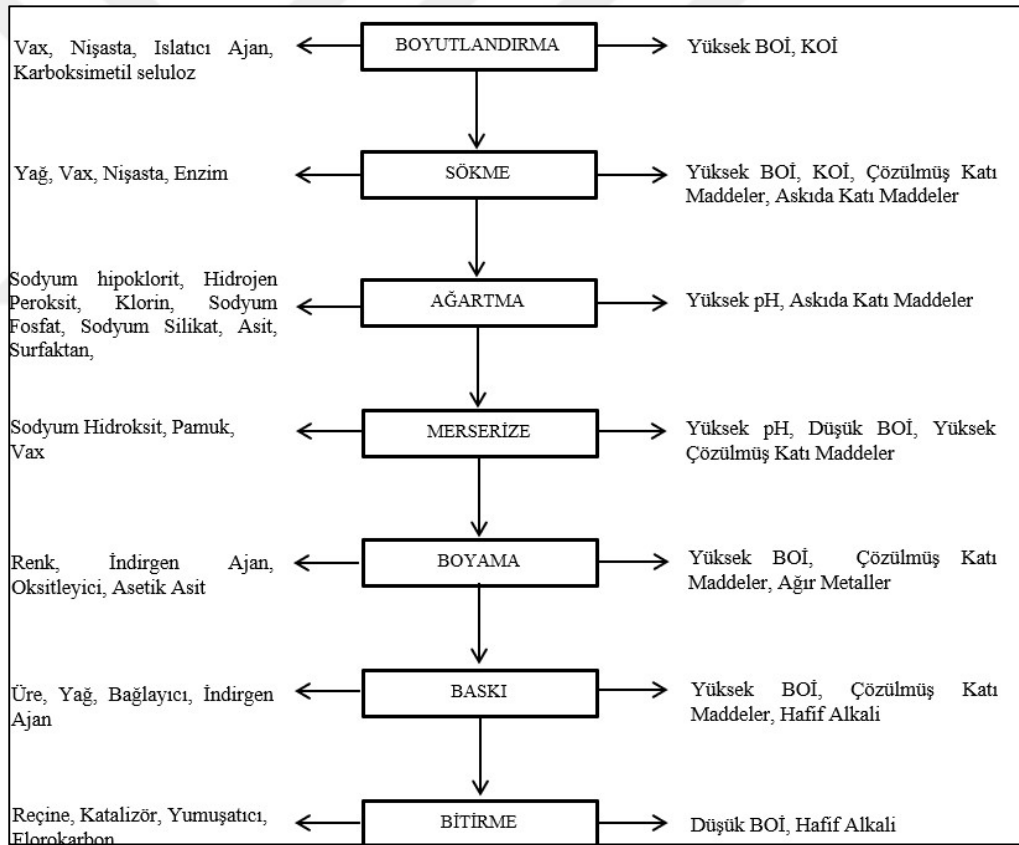 Vax, Nişasta, Islatıcı Ajan,
Karboksimetil seluloz
BOYUTLANDIRMA
Yüksek BOİ, KOİ
Yağ, Vax, Nişasta, Enzim
SÖKME
Yüksek BOİ, KOİ, Çözülmüş Katı
Maddeler, Askıda Katı Maddeler
Sodyum hipoklorit, Hidrojen
Peroksit, Klorin, Sodyum
Fosfat, Sodyum Silikat, Asit,
Surfaktan,
AĞARTMA
Yüksek pH, Askıda Katı Maddeler
Sodyum Hidroksit, Pamuk,
Vax
MERSERİZE
Yüksek pH, Düşük BOİ, Yüksek
Çözülmüş Katı Maddeler
Renk, İndirgen Ajan,
Oksitleyici, Asetik Asit
BOYAMA
Yüksek BOİ, Çözülmüş Katı
Maddeler, Ağır Metaller
Üre, Yağ, Bağlayıcı, İndirgen
Ajan
BASKI
Yüksek BOİ, Çözülmüş Katı
Maddeler, Hafif Alkali
Reçine, Katalizör, Yumuşatıcı,
Florokarbon
BİTİRME
Düşük BOİ, Hafif Alkali